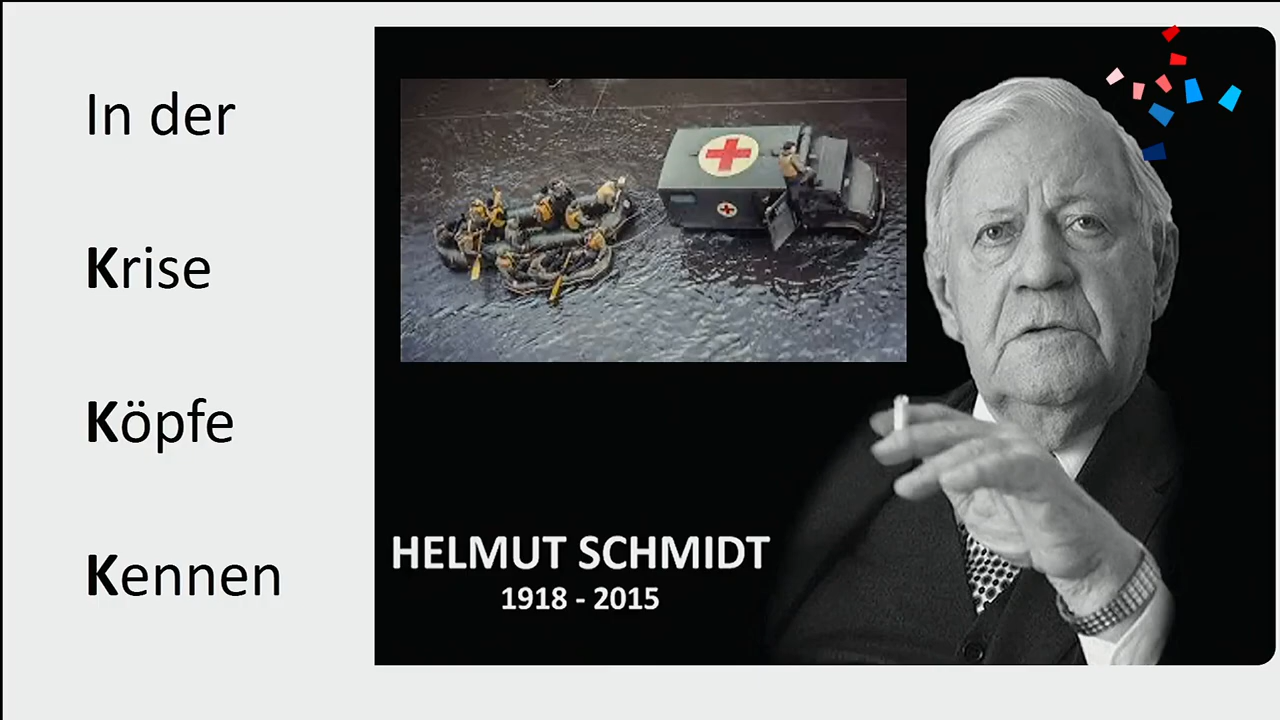 In der
Krise
Köpfe
Kennen
HELMUT SCHMIDT
1918 - 2015